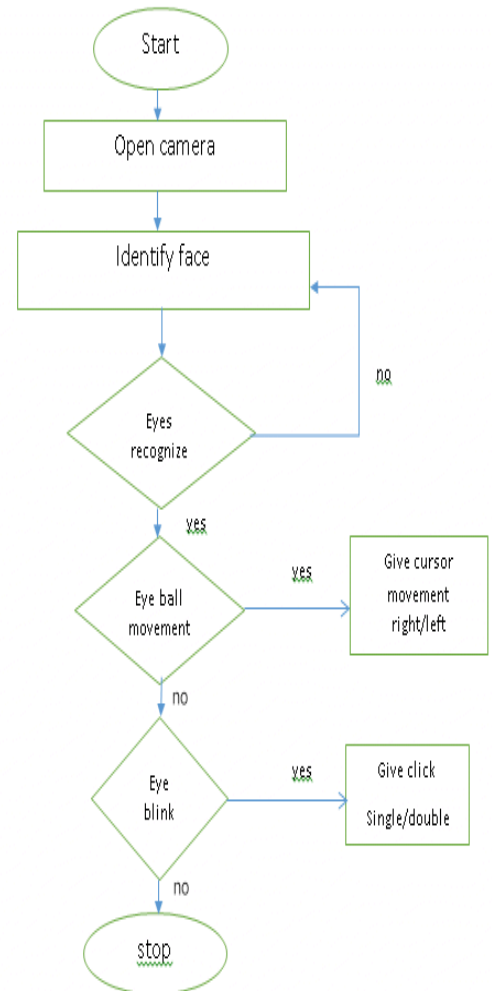 Start
Open camera
Identify face
no
Eyes
recognize
yes
Eye ball
movement
yes
Give cursor
movement
right/left
no
Eye
blink
yes
Give click
Single/double
no
stop